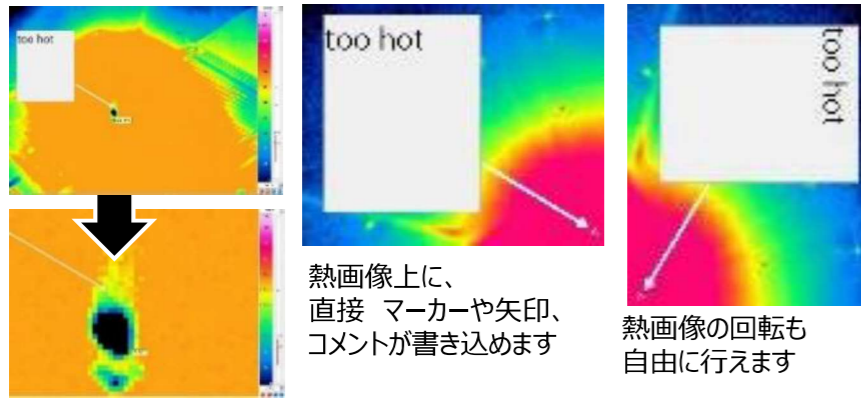 too hot
too hot
熱画像上に、
直接 マーカーや矢印、
コメントが書き込めます
too hot
熱画像の回転も
自由に行えます